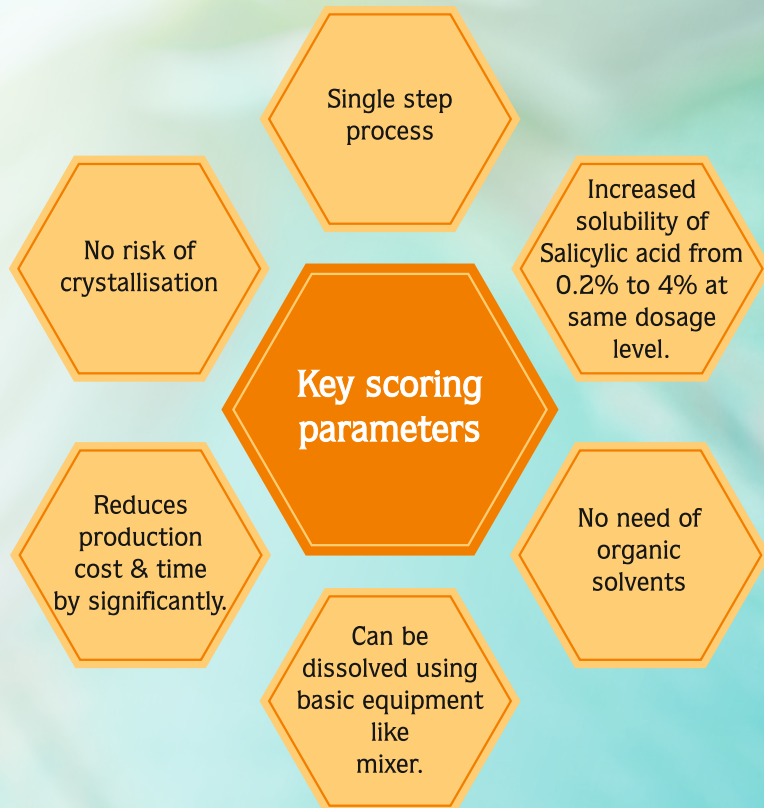 Single step
process
Increased
solubility of
Salicylic acid from
0.2% to 4% at
same dosage
level.
No risk of
crystallisation
Key scoring
parameters
Reduces
production
cost & time
by significantly.
No need of
organic
solvents
Can be
dissolved using
basic equipment
like
mixer.